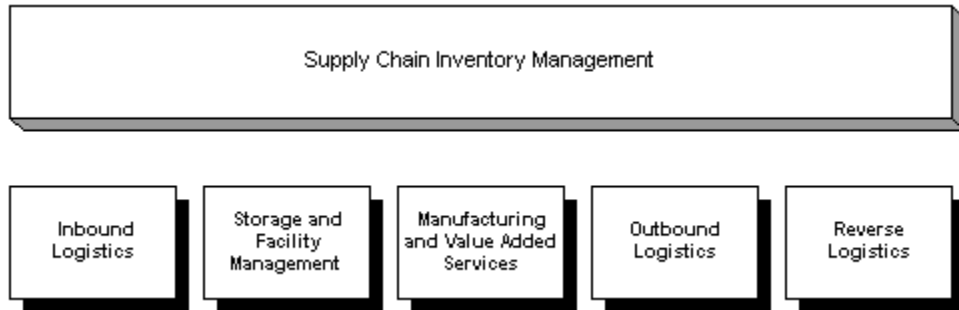 Supply Chain Inventory Management
Inbound
Logistics
Storage and
Facility
Management
Manufacturing
and Value Added
Services
Outbound
Logistics
Reverse
Logistics